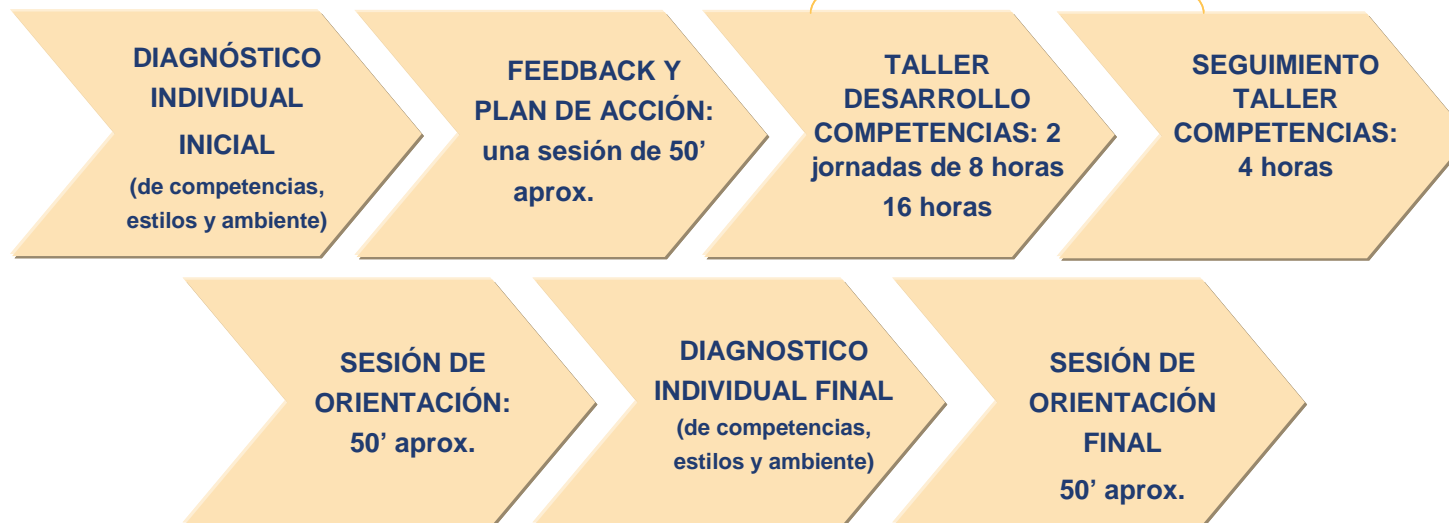 DIAGNÓSTICO
INDIVIDUAL
INICIAL
(de competencias,
estilos y ambiente)
FEEDBACK Y
PLAN DE ACCIÓN:
una sesión de 50’
aprox.
TALLER
DESARROLLO
COMPETENCIAS: 2
jornadas de 8 horas
16 horas
SEGUIMIENTO
TALLER
COMPETENCIAS:
4 horas
SESIÓN DE
ORIENTACIÓN:
50’ aprox.
DIAGNOSTICO
INDIVIDUAL FINAL
(de competencias,
estilos y ambiente)
SESIÓN DE
ORIENTACIÓN
FINAL
50’ aprox.